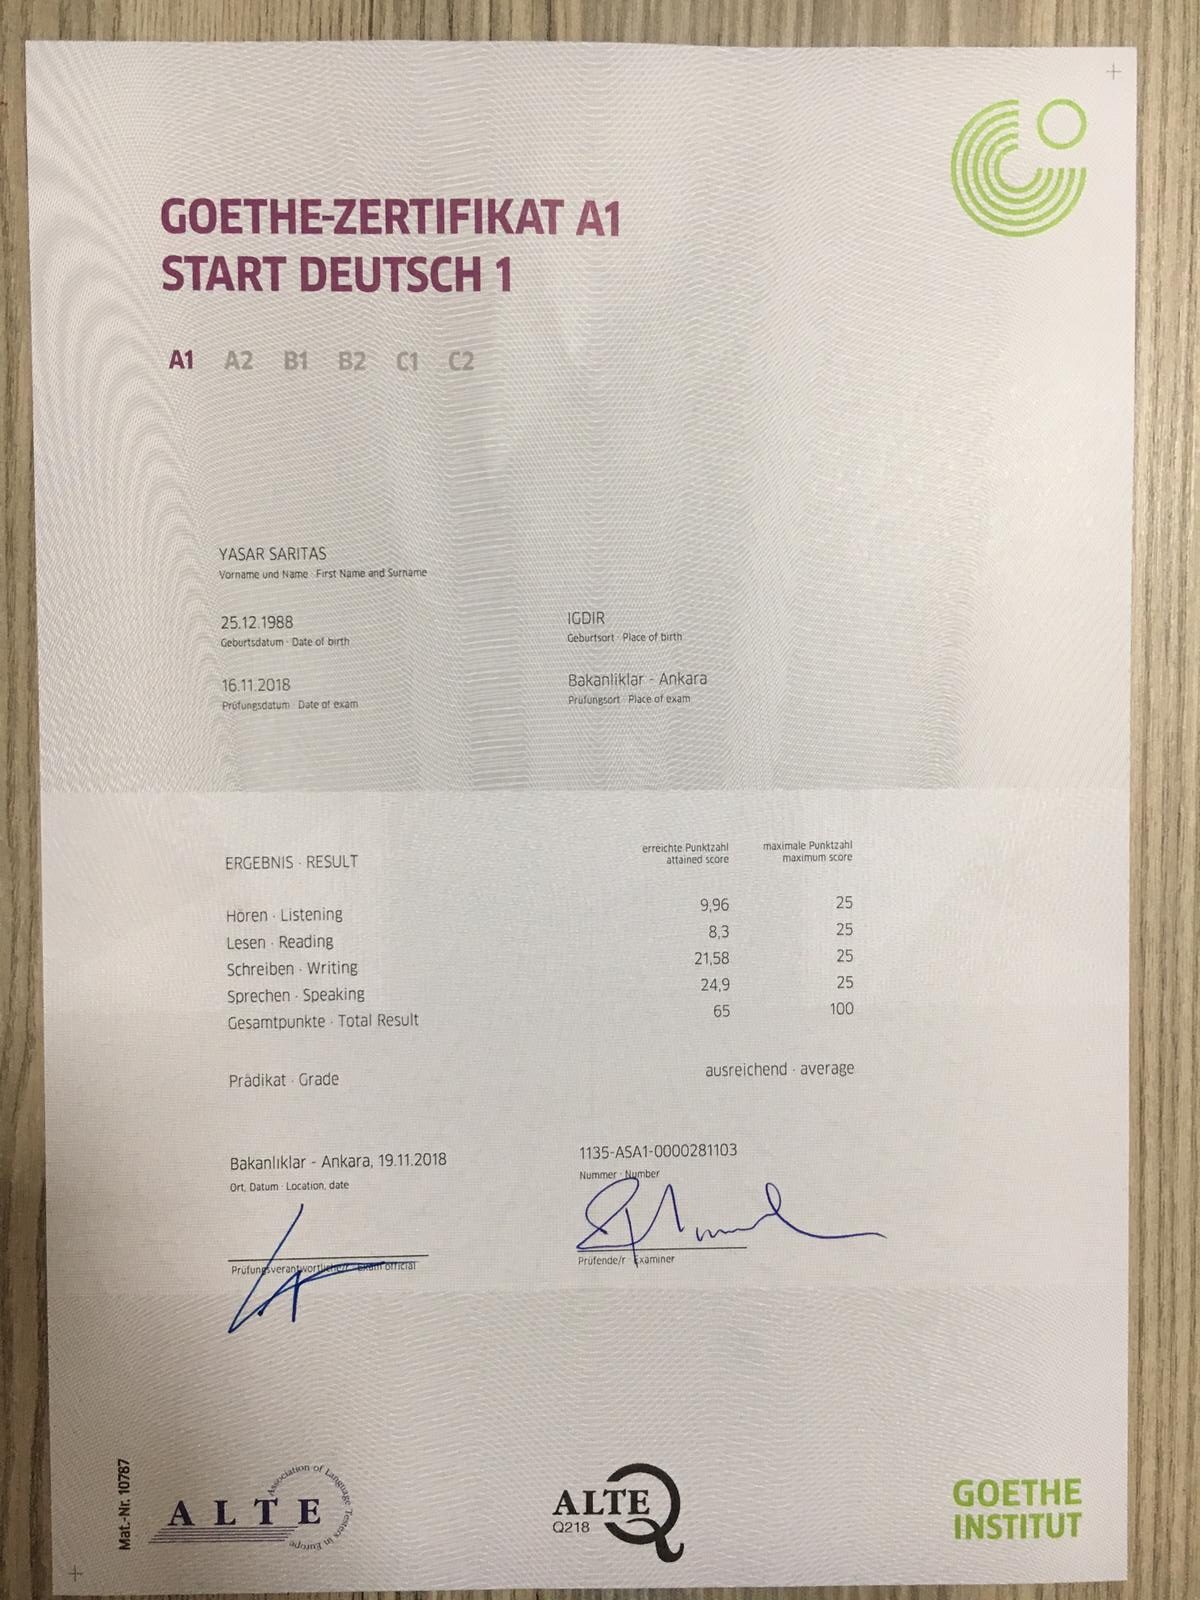 GOETHE-ZERTIFIKAT A1
START DEUTSCH 1
A1 A2 B1 B2 C1 C2
YASAR SARITAS
Vorname und Name · First Name and Surname
25.12.1988
Geburtsdatum · Date of birth
IGDIR
Geburtsort · Place of birth
16.11.2018
Prüfungsdatum · Date of exam
Bakanliklar - Ankara
Prüfungsort · Place of exam
ERGEBNIS · RESULT
erreichte Punktzahl
attained score
maximale Punktzahl
maximum score
Hören · Listening 9,96 25
Lesen · Reading 8,3 25
Schreiben · Writing 21,58 25
Sprechen · Speaking 24,9 25
Gesamtpunkte · Total Result 65 100
Prädikat · Grade ausreichend · average
Bakanlıklar - Ankara, 19.11.2018
Ort, Datum · Location, date
1135-ASA1-0000281103
Nummer · Number
Prüfungsverantwortliche/r · Exam official
Prüfende/r · Examiner
Mat.-Nr. 10787
ALTE
Association of Language Testers in Europe
ALTE
Q218
GOETHE
INSTITUT